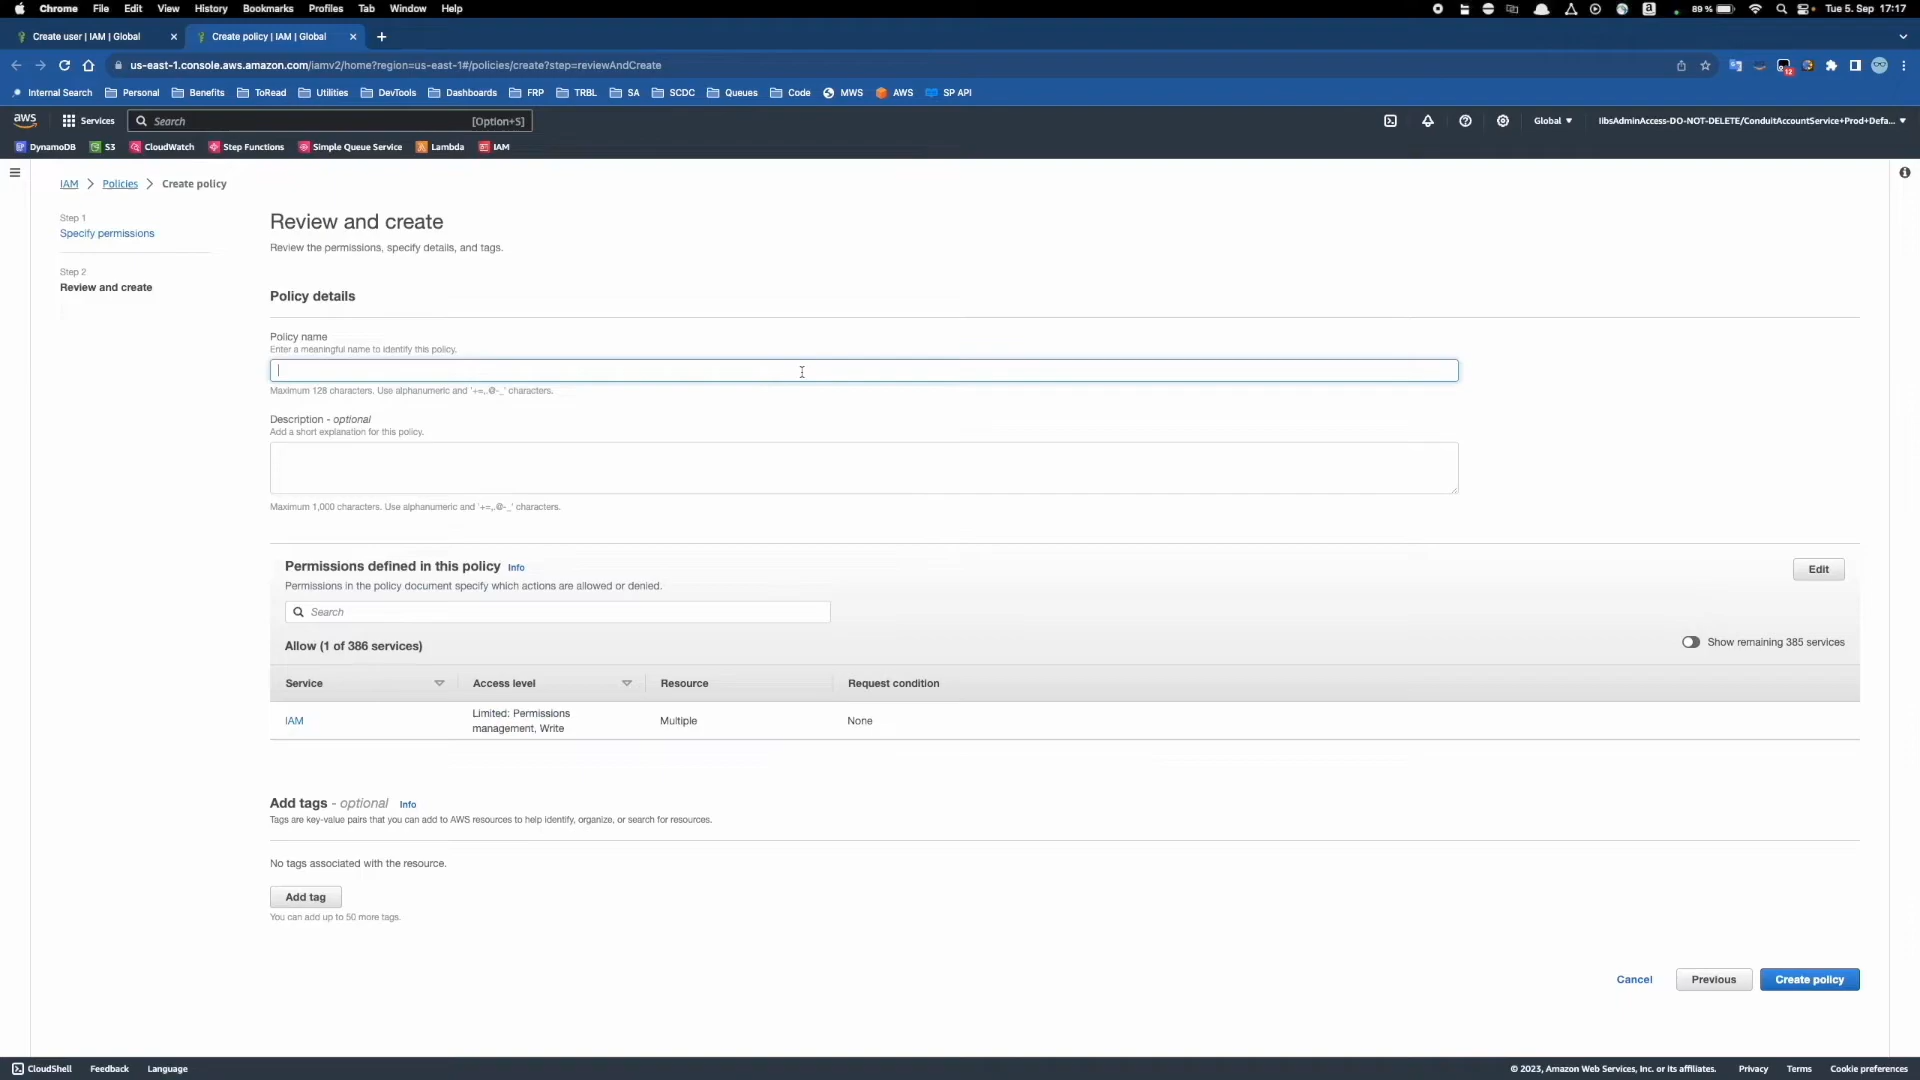 Chrome File Edit View History Bookmarks Profiles Tab Window Help
89 % Tue 5. Sep 17:17
Create user | IAM | Global
Create policy | IAM | Global
us-east-1.console.aws.amazon.com/iamv2/home?region=us-east-1#/policies/create?step=reviewAndCreate
12
Internal Search Personal Benefits ToRead Utilities DevTools Dashboards FRP TRBL SA SCDC Queues Code MWS AWS SP API
aws Services Search [Option+S] Global IibsAdminAccess-DO-NOT-DELETE/ConduitAccountService+Prod+Defa...
DynamoDB S3 CloudWatch Step Functions Simple Queue Service Lambda IAM
IAM Policies Create policy
Step 1
Specify permissions
Step 2
Review and create
Review and create
Review the permissions, specify details, and tags.
Policy details
Policy name
Enter a meaningful name to identify this policy.
Maximum 128 characters. Use alphanumeric and '+=,.@-_' characters.
Description - optional
Add a short explanation for this policy.
Maximum 1,000 characters. Use alphanumeric and '+=,.@-_' characters.
Permissions defined in this policy Info
Edit
Permissions in the policy document specify which actions are allowed or denied.
Search
Allow (1 of 386 services)
Show remaining 385 services
Service Access level Resource Request condition
IAM Limited: Permissions management, Write Multiple None
Add tags - optional Info
Tags are key-value pairs that you can add to AWS resources to help identify, organize, or search for resources.
No tags associated with the resource.
Add tag
You can add up to 50 more tags.
Cancel Previous Create policy
CloudShell Feedback Language © 2023, Amazon Web Services, Inc. or its affiliates. Privacy Terms Cookie preferences